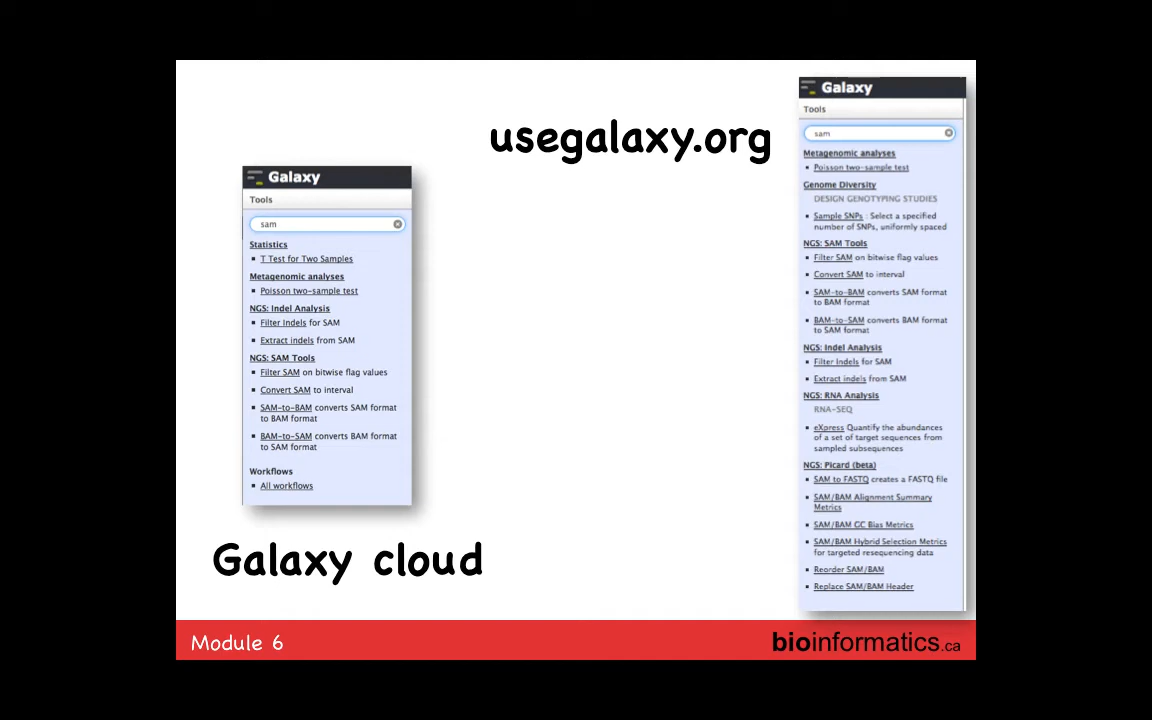 usegalaxy.org
Galaxy
Tools
sam
Statistics
T Test for Two Samples
Metagenomic analyses
Poisson two-sample test
NGS: Indel Analysis
Filter Indels for SAM
Extract indels from SAM
NGS: SAM Tools
Filter SAM on bitwise flag values
Convert SAM to interval
SAM-to-BAM converts SAM format
to BAM format
BAM-to-SAM converts BAM format
to SAM format
Workflows
All workflows
Galaxy cloud
Galaxy
Tools
sam
Metagenomic analyses
Poisson two-sample test
Genome Diversity
DESIGN GENOTYPING STUDIES
Sample SNPs : Select a specified
number of SNPs, uniformly spaced
NGS: SAM Tools
Filter SAM on bitwise flag values
Convert SAM to interval
SAM-to-BAM converts SAM format
to BAM format
BAM-to-SAM converts BAM format
to SAM format
NGS: Indel Analysis
Filter Indels for SAM
Extract indels from SAM
NGS: RNA Analysis
RNA-SEQ
eXpress Quantify the abundances
of a set of target sequences from
sampled subsequences
NGS: Picard (beta)
SAM to FASTQ creates a FASTQ file
SAM/BAM Alignment Summary
Metrics
SAM/BAM GC Bias Metrics
SAM/BAM Hybrid Selection Metrics
for targeted resequencing data
Reorder SAM/BAM
Replace SAM/BAM Header
Module 6
bioinformatics.ca